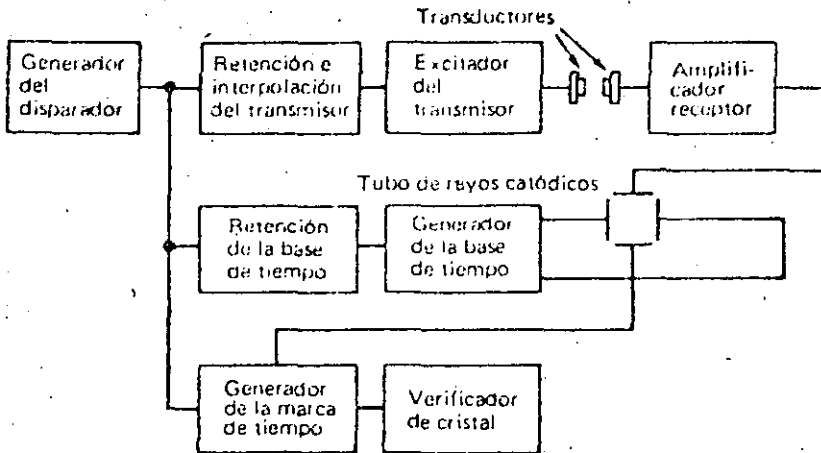 Transductores
Generador
del
disparador
Retención e
interpolación
del transmisor
Excitador
del
transmisor
Amplifi-
cador
receptor
Tubo de rayos catódicos
Retención
de la base
de tiempo
Generador
de la base
de tiempo
Generador
de la marca
de tiempo
Verificador
de cristal